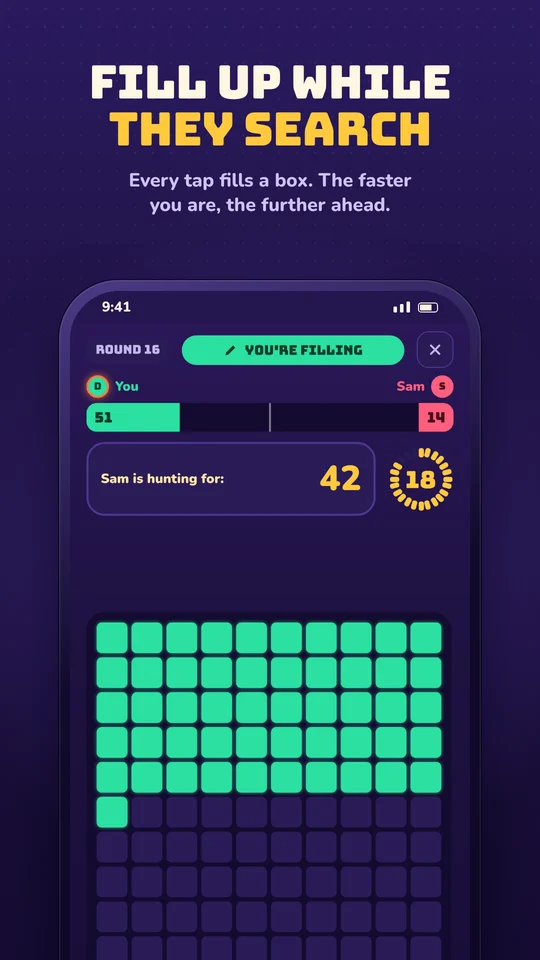 FILL UP WHILE
THEY SEARCH
Every tap fills a box. The faster
you are, the further ahead.
9:41
ROUND 16
YOU'RE FILLING
D You
Sam S
51
14
Sam is hunting for:
42
18